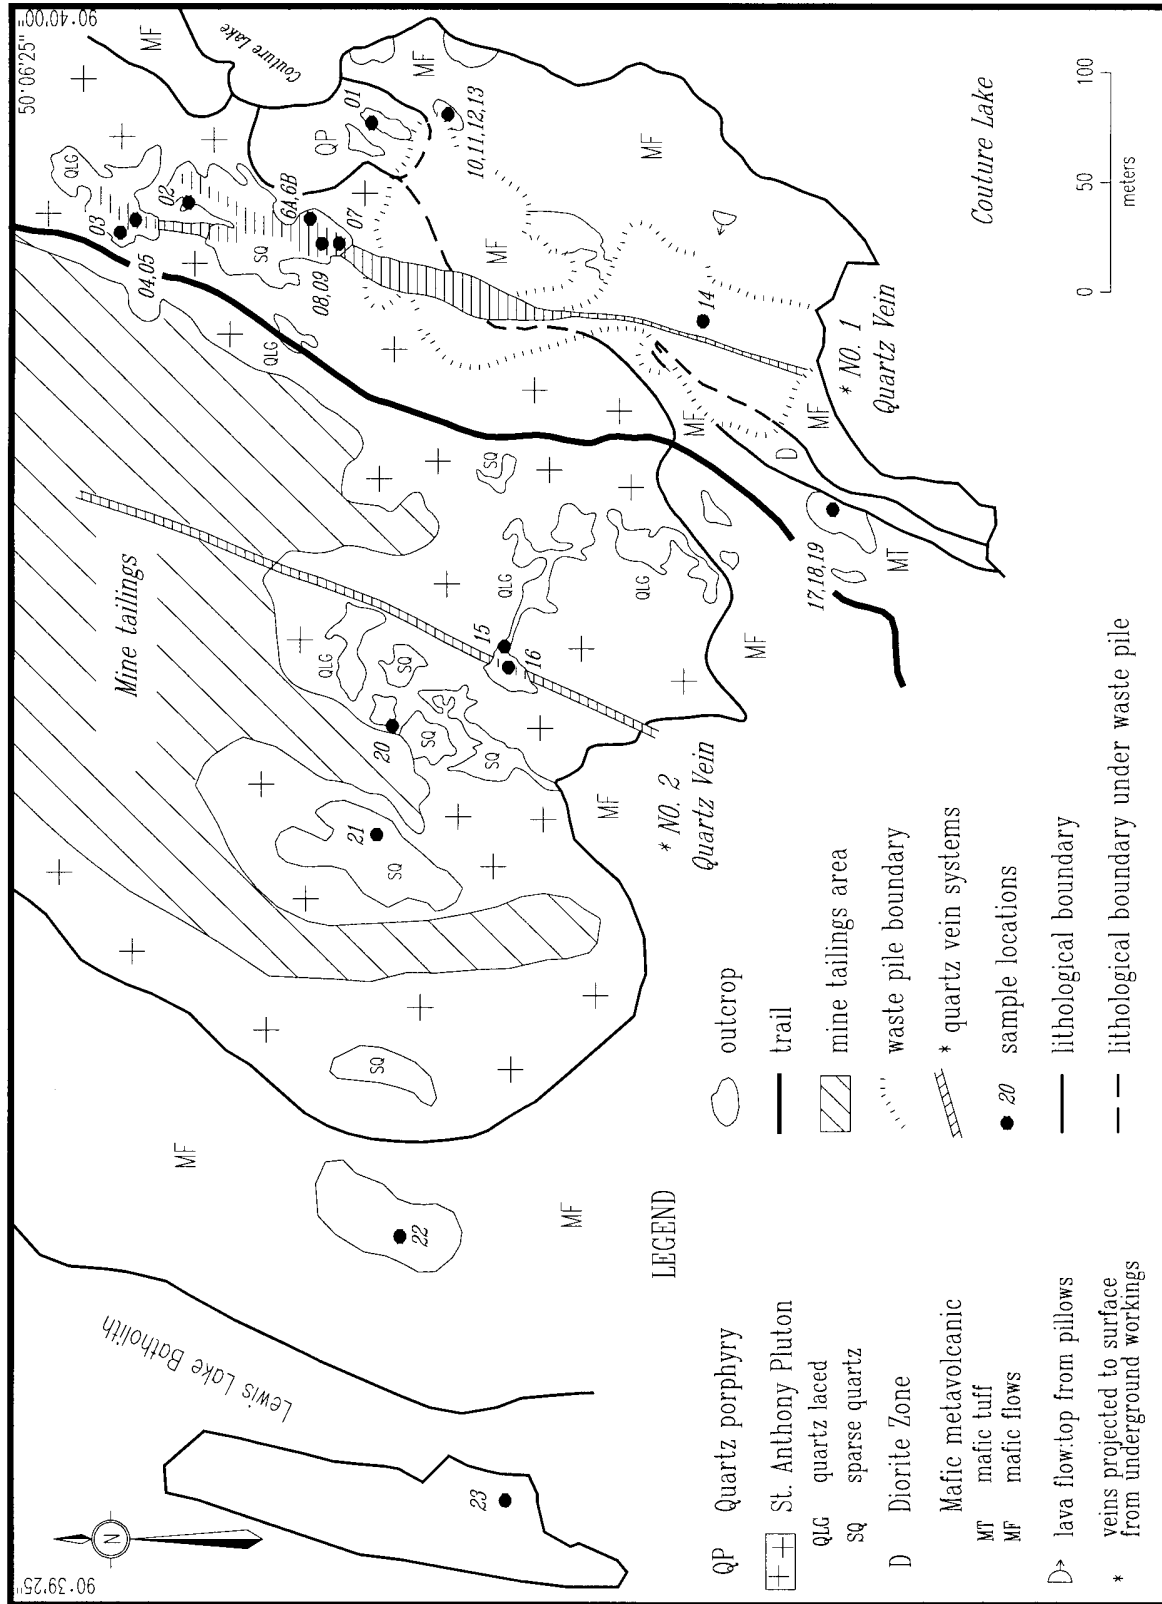 90·40'00"
50·06'25"
90·39'25"
MF
Couture Lake
QLG
03
02
QP
01
MF
6A,6B
10,11,12,13
04,05
SQ
07
08,09
MF
MF
QLG
14
Couture Lake
* NO. 1
Quartz Vein
MF
MF
D
SQ
QLG
QLG
17,18,19
MT
Mine tailings
QLG
SQ
15
16
MF
20
SQ
SQ
MF
* NO. 2
Quartz Vein
21
SQ
SQ
MF
22
MF
Lewis Lake Batholith
23
N
0
50
100
meters
LEGEND
QP Quartz porphyry
St. Anthony Pluton
QLG quartz laced
SQ sparse quartz
D Diorite Zone
Mafic metavolcanic
MT mafic tuff
MF mafic flows
lava flow:top from pillows
* veins projected to surface
from underground workings
outcrop
trail
mine tailings area
waste pile boundary
* quartz vein systems
20 sample locations
lithological boundary
lithological boundary under waste pile